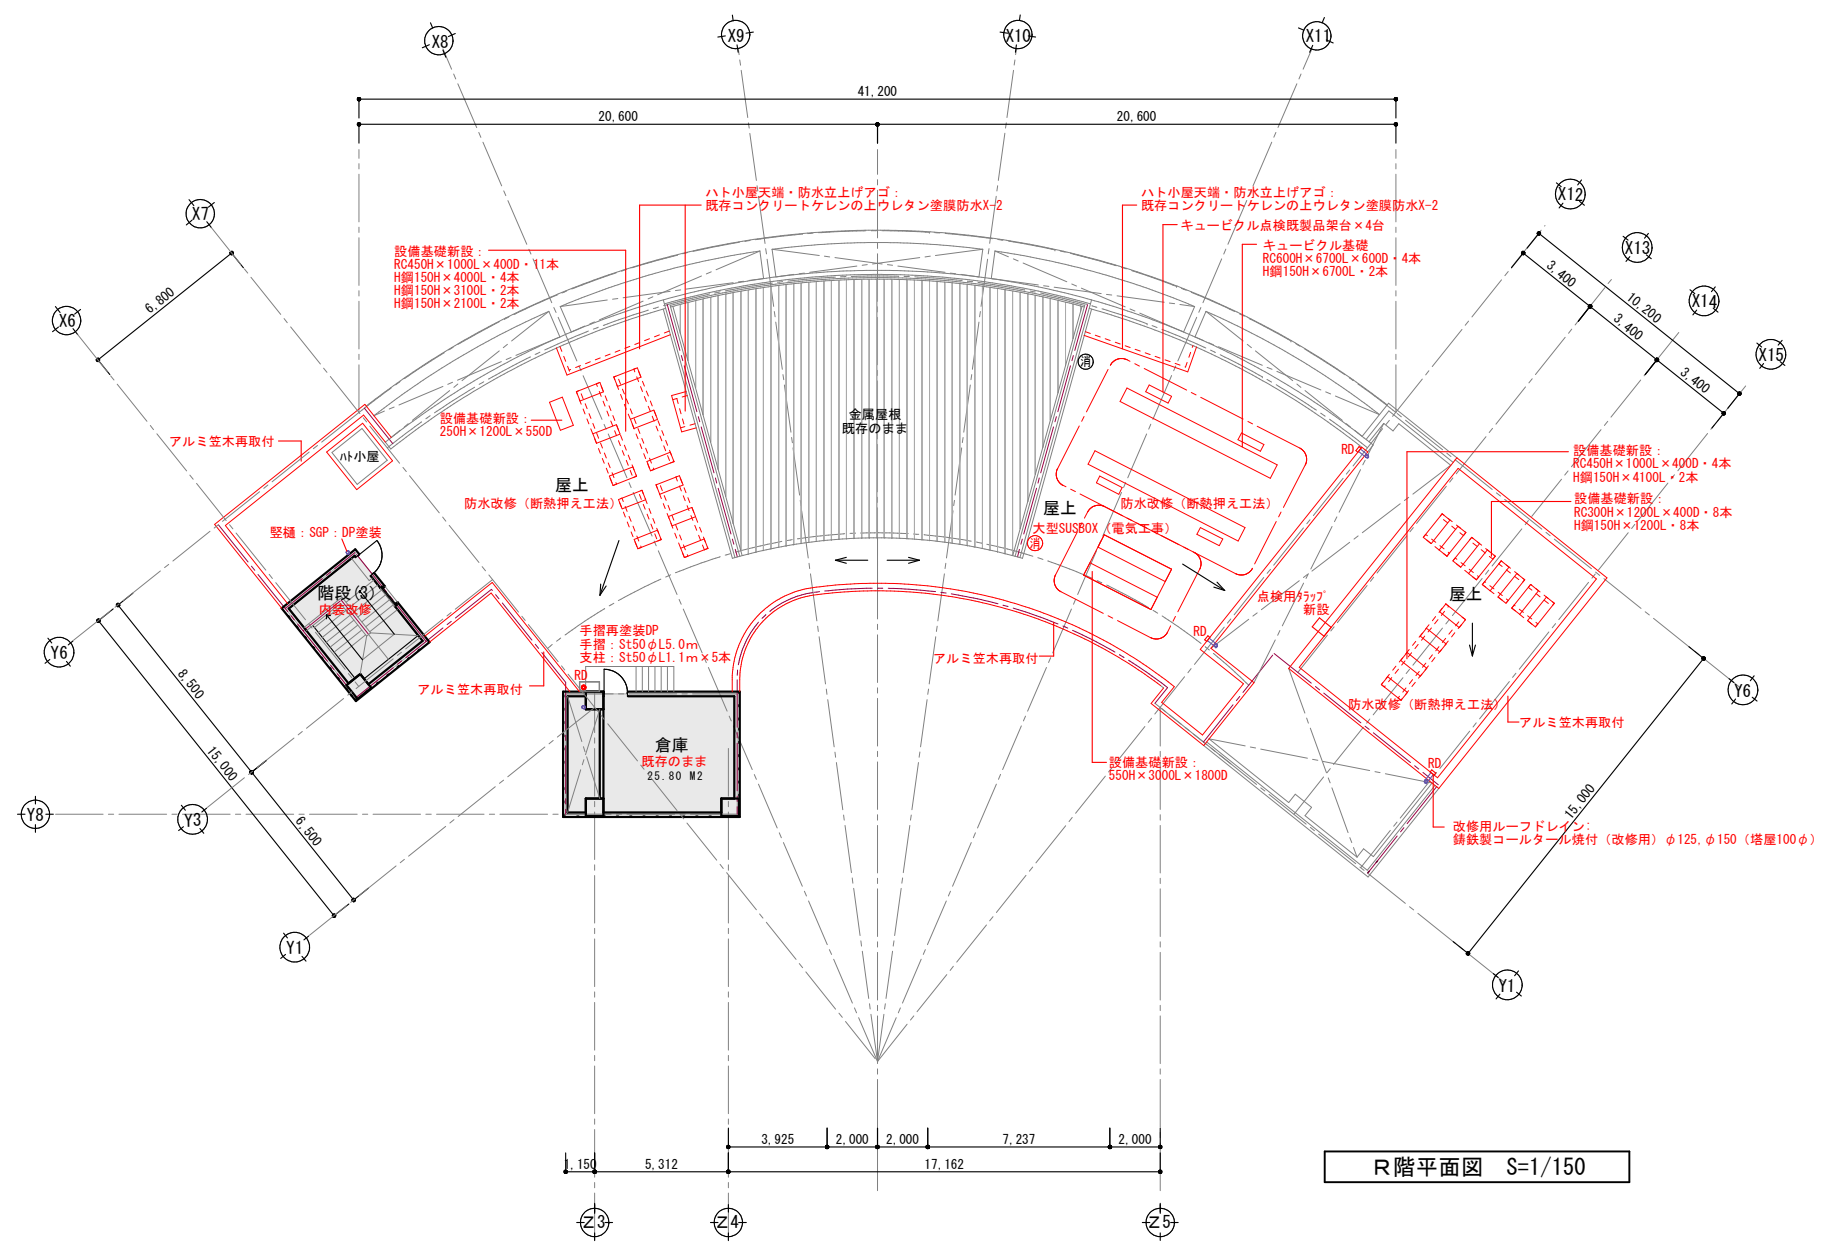 X8
X9
X10
X11
41,200
20,600
20,600
X7
X12
X13
X14
X15
X6
6,800
3,400
10,200
3,400
3,400
ハト小屋天端・防水立上げアゴ：
既存コンクリートケレンの上ウレタン塗膜防水X-2
ハト小屋天端・防水立上げアゴ：
既存コンクリートケレンの上ウレタン塗膜防水X-2
キュービクル点検既製品架台×4台
キュービクル基礎
RC600H×6700L×600D・4本
H鋼150H×6700L・2本
設備基礎新設：
RC450H×1000L×400D・11本
H鋼150H×4000L・4本
H鋼150H×3100L・2本
H鋼150H×2100L・2本
消
設備基礎新設：
250H×1200L×550D
金属屋根
既存のまま
アルミ笠木再取付
ハト小屋
RD
設備基礎新設：
RC450H×1000L×400D・4本
H鋼150H×4100L・2本
設備基礎新設：
RC300H×1200L×400D・8本
H鋼150H×1200L・8本
屋上
防水改修（断熱押え工法）
屋上
防水改修（断熱押え工法）
大型SUSBOX（電気工事）
消
竪樋：SGP：DP塗装
階段(3)
内装改修
点検用ﾀﾗｯﾌﾟ
新設
屋上
手摺再塗装DP
手摺：St50φL5.0m
支柱：St50φL1.1m×5本
RD
RD
アルミ笠木再取付
アルミ笠木再取付
防水改修（断熱押え工法）
アルミ笠木再取付
Y6
Y6
8,500
15,000
倉庫
既存のまま
25.80 M2
設備基礎新設：
550H×3000L×1800D
RD
15,000
Y8
Y3
6,500
改修用ルーフドレイン：
鋳鉄製コールタール焼付（改修用）φ125,φ150（塔屋100φ）
Y1
Y1
3,925
2,000
2,000
7,237
2,000
1,150
5,312
17,162
R階平面図 S=1/150
Z3
Z4
Z5